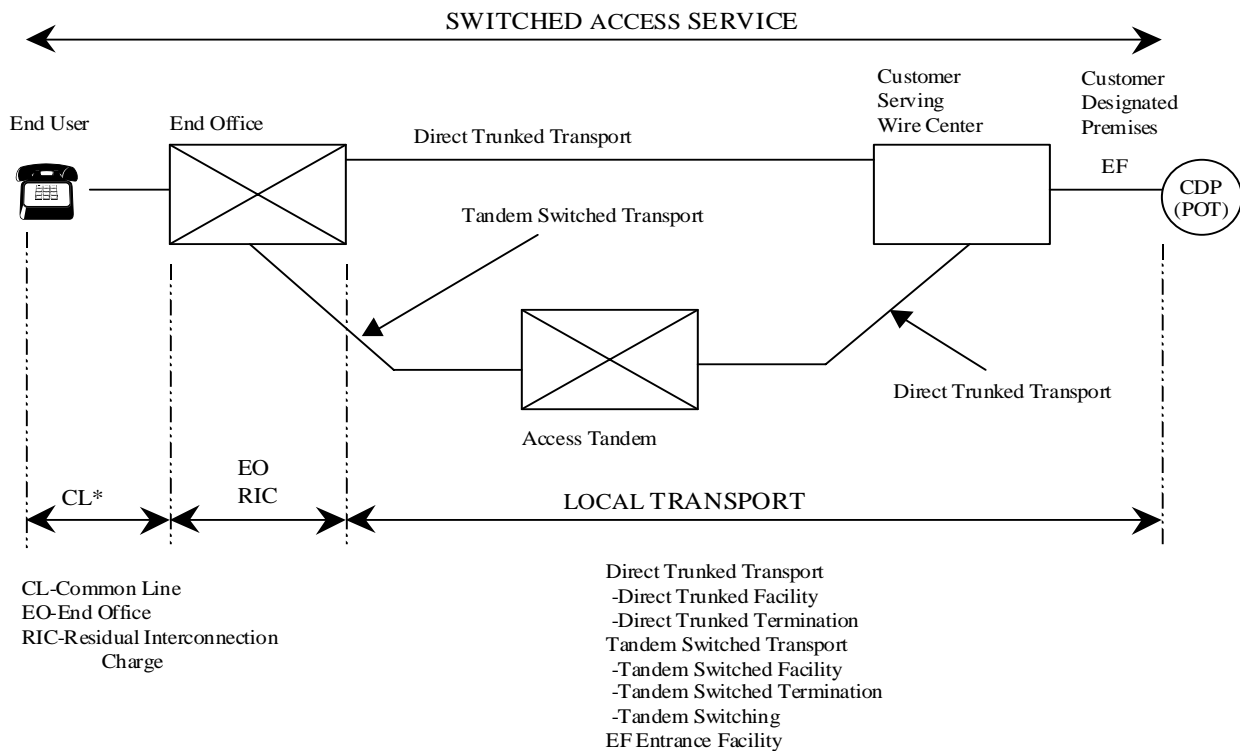 SWITCHED ACCESS SERVICE
End User
End Office
Direct Trunked Transport
Customer
Serving
Wire Center
Customer
Designated
Premises
EF
CDP
(POT)
Tandem Switched Transport
Direct Trunked Transport
Access Tandem
CL*
EO
RIC
LOCAL TRANSPORT
CL-Common Line
EO-End Office
RIC-Residual Interconnection
Charge
Direct Trunked Transport
-Direct Trunked Facility
-Direct Trunked Termination
Tandem Switched Transport
-Tandem Switched Facility
-Tandem Switched Termination
-Tandem Switching
EF Entrance Facility